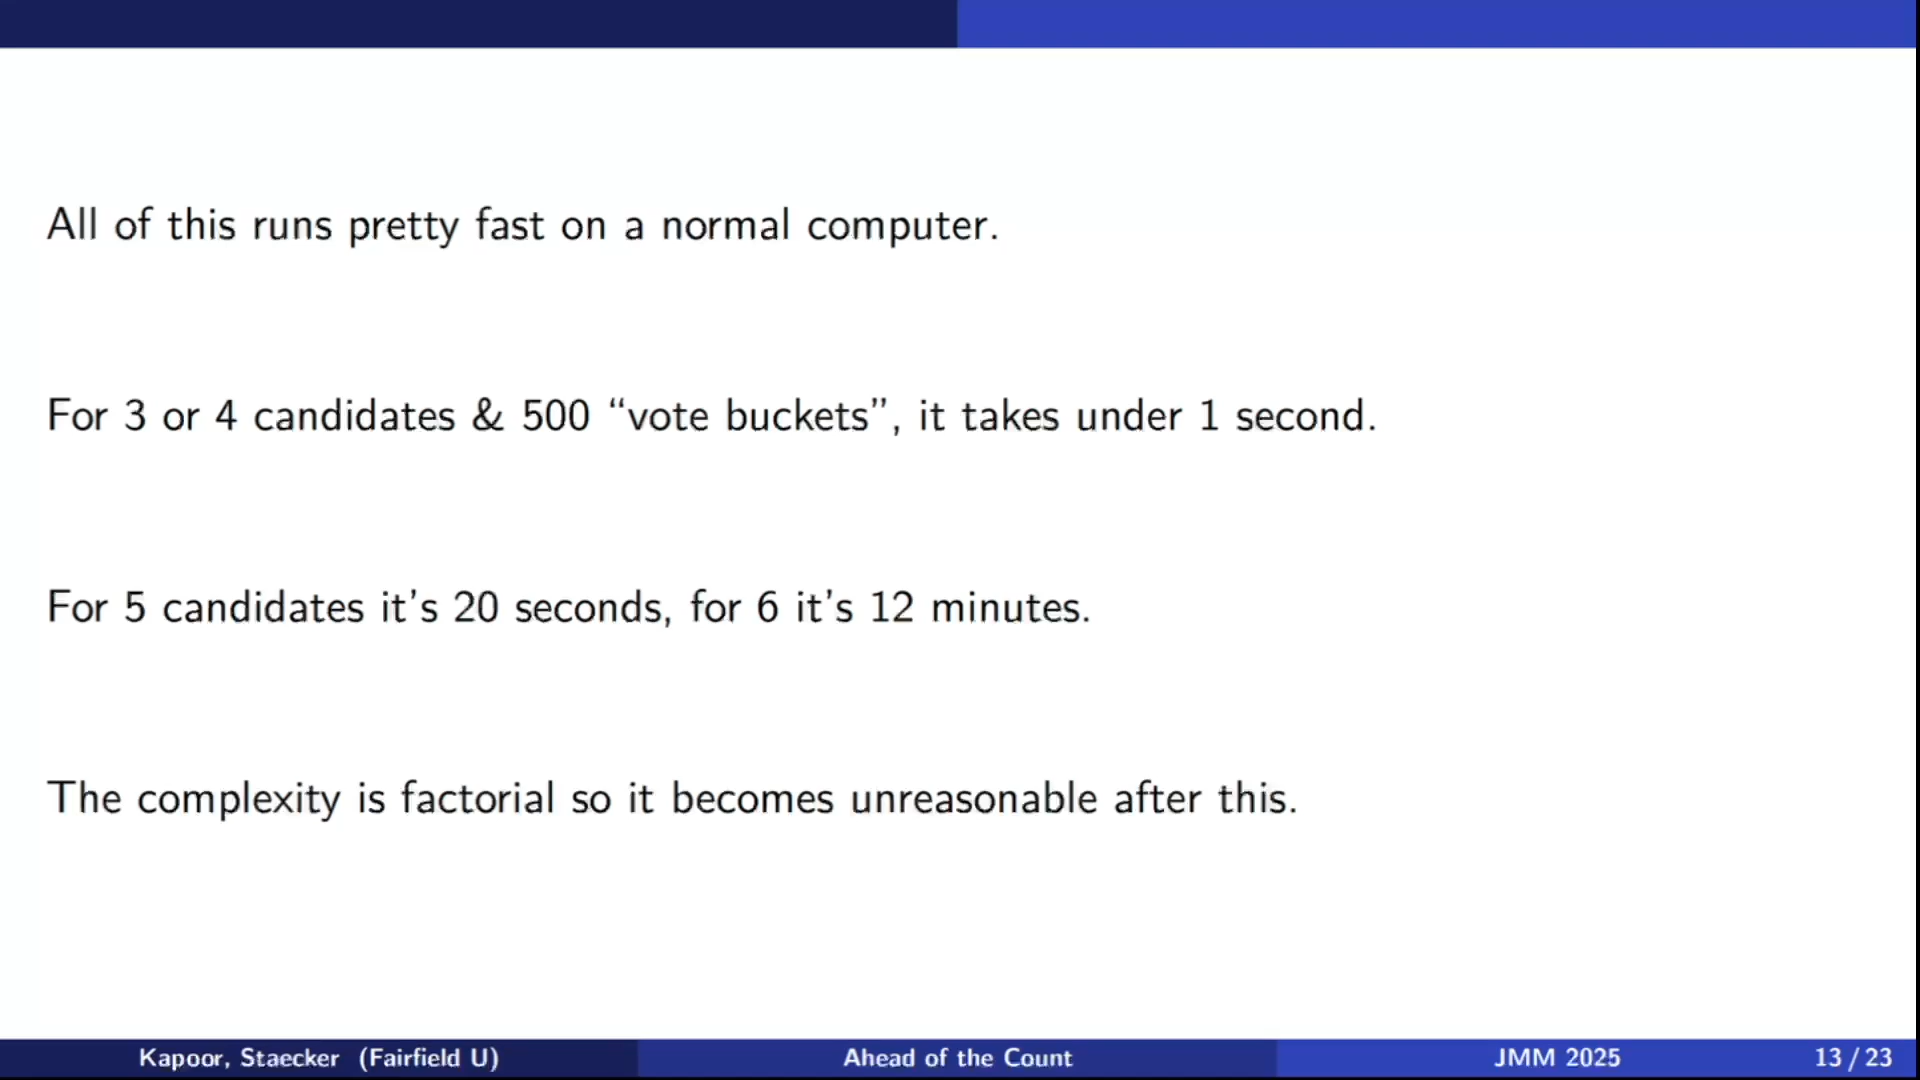 All of this runs pretty fast on a normal computer.
For 3 or 4 candidates & 500 “vote buckets”, it takes under 1 second.
For 5 candidates it’s 20 seconds, for 6 it’s 12 minutes.
The complexity is factorial so it becomes unreasonable after this.
Kapoor, Staecker (Fairfield U) Ahead of the Count JMM 2025 13 / 23